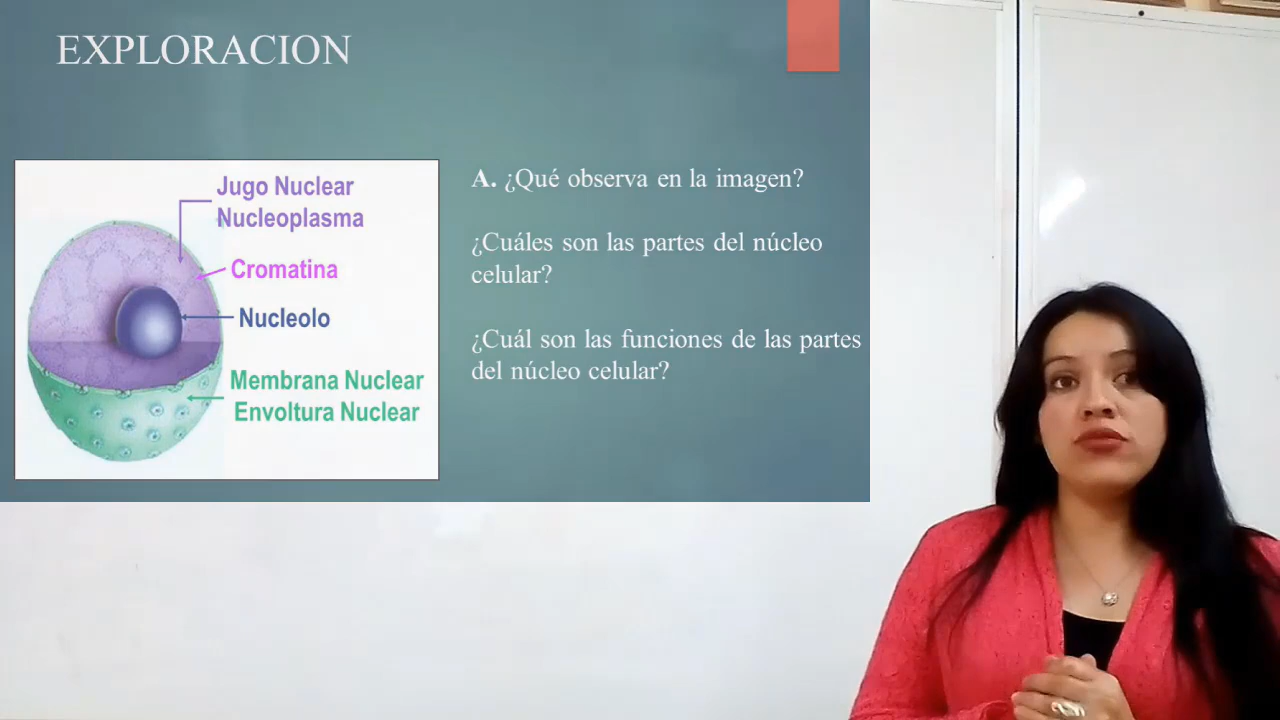 EXPLORACION
Jugo Nuclear
Nucleoplasma
Cromatina
Nucleolo
Membrana Nuclear
Envoltura Nuclear
A. ¿Qué observa en la imagen?
¿Cuáles son las partes del núcleo
celular?
¿Cuál son las funciones de las partes
del núcleo celular?